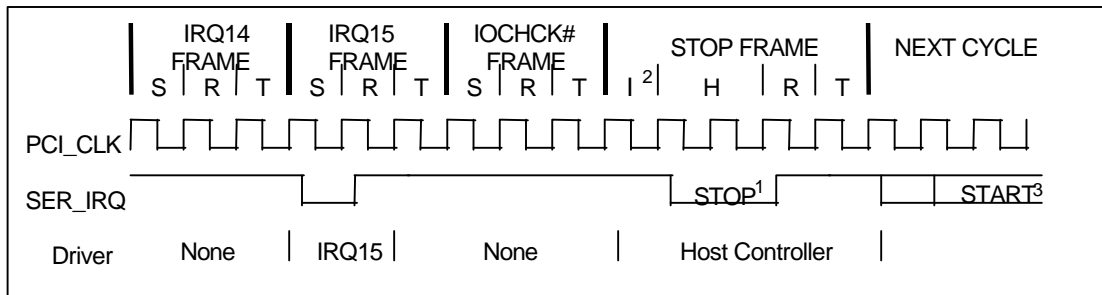 IRQ14 IRQ15 IOCHCK#
FRAME FRAME FRAME STOP FRAME NEXT CYCLE
S R T S R T S R T I 2 H R T
PCI_CLK
SER_IRQ STOP1 START3
Driver None IRQ15 None Host Controller